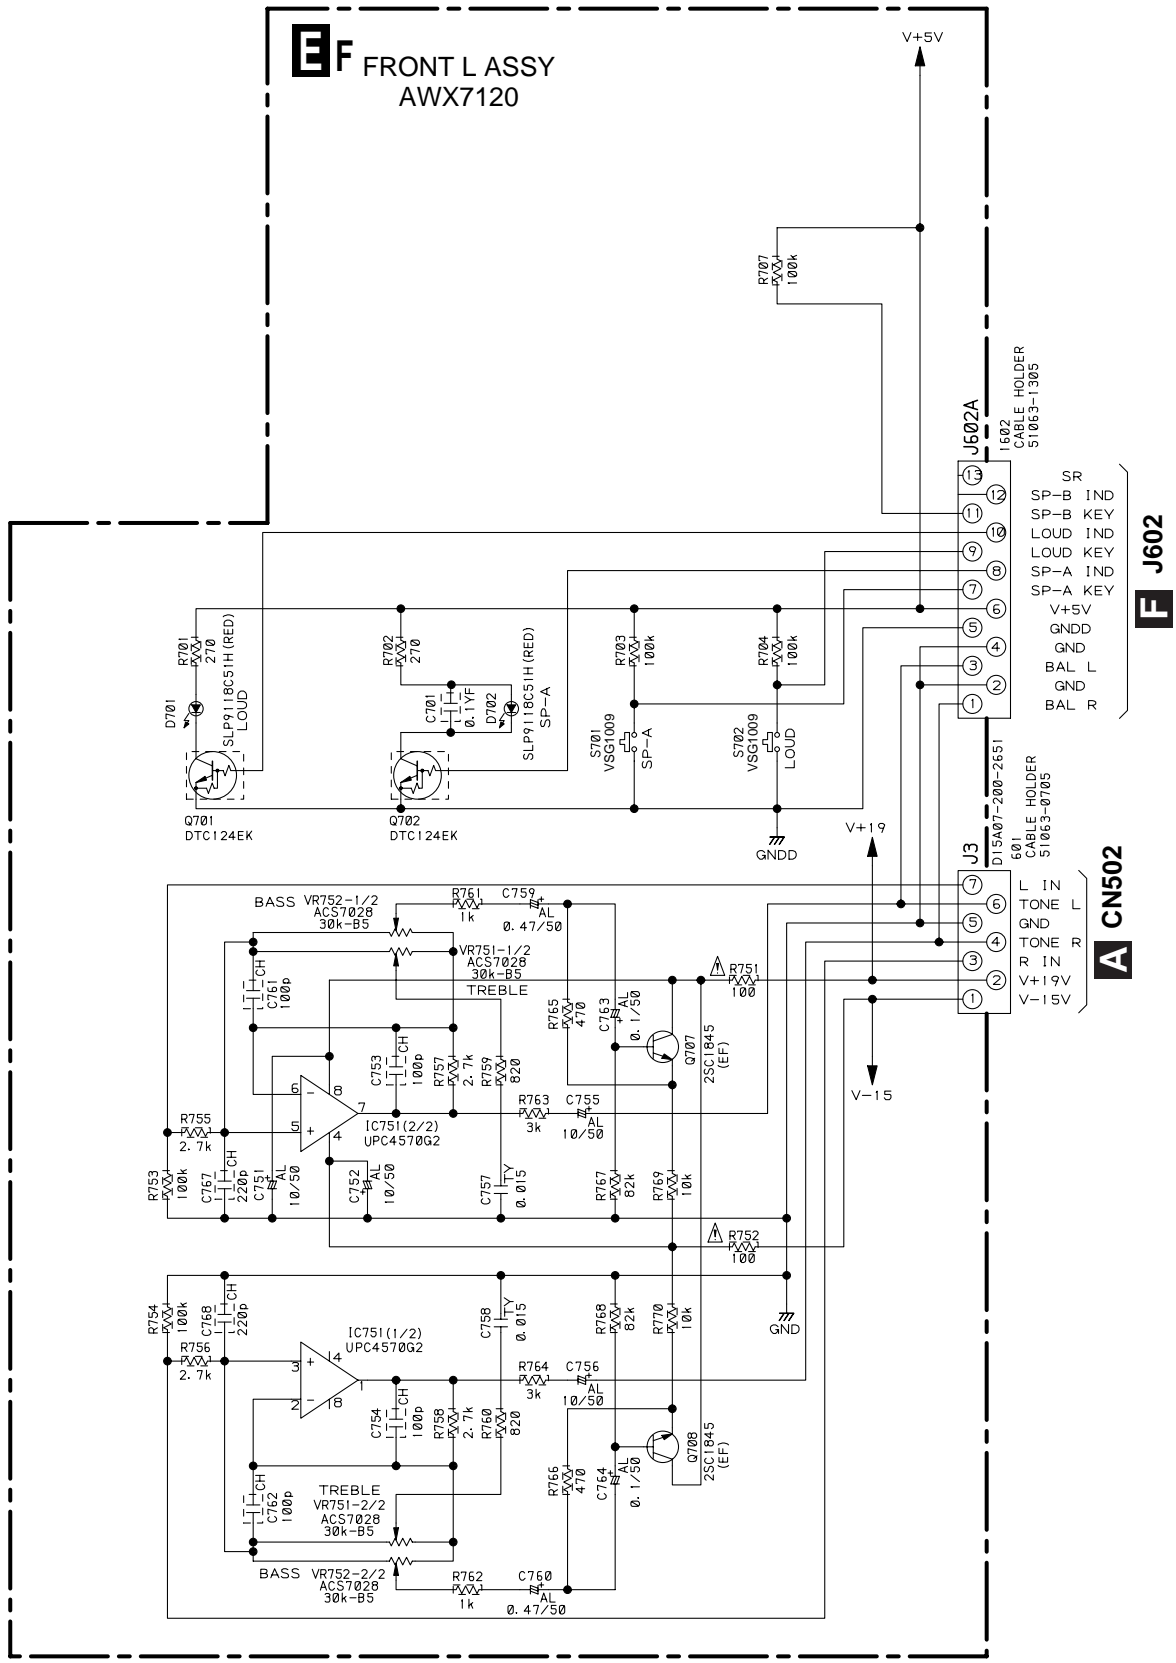 E F FRONT L ASSY
AWX7120
V+5V
R707
100k
J602A
1602
CABLE HOLDER
51063-1305
13 SR
12 SP-B IND
11 SP-B KEY
10 LOUD IND
9 LOUD KEY
8 SP-A IND
7 SP-A KEY
6 V+5V
5 GNDD
4 GND
3 BAL L
2 GND
1 BAL R
F J602
R701
270
D701
SLP9118C51H(RED)
LOUD
Q701
DTC124EK
R702
270
C701
0.1YF
D702
SLP9118C51H(RED)
SP-A
Q702
DTC124EK
R703
100k
S701
VSG1009
SP-A
R704
100k
S702
VSG1009
LOUD
GNDD
V+19
V-15
J3
D15A07-200-2651
601
CABLE HOLDER
51063-0705
7 L IN
6 TONE L
5 GND
4 TONE R
3 R IN
2 V+19V
1 V-15V
A CN502
BASS VR752-1/2
ACS7028
30k-B5
VR751-1/2
ACS7028
30k-B5
TREBLE
R761
1k
C759
AL
0.47/50
C761
100p
CH
R765
470
C763
AL
0.1/50
Q707
2SC1845
(EF)
R751
100
C753
100p
CH
R757
2.7k
R759
820
6
5
8
4
7
-
+
IC751(2/2)
UPC4570G2
R755
2.7k
R753
100k
C767
220p
CH
C751
AL
10/50
C752
AL
10/50
R763
3k
C755
AL
10/50
C757
TY
0.015
R767
82k
R769
10k
R752
100
GND
R754
100k
C768
220p
CH
R756
2.7k
IC751(1/2)
UPC4570G2
3
2
4
8
1
+
-
C758
TY
0.015
R768
82k
R770
10k
R764
3k
C756
AL
10/50
C754
100p
CH
R758
2.7k
R760
820
Q708
2SC1845
(EF)
R766
470
C764
AL
0.1/50
C762
100p
CH
TREBLE
VR751-2/2
ACS7028
30k-B5
BASS VR752-2/2
ACS7028
30k-B5
R762
1k
C760
AL
0.47/50